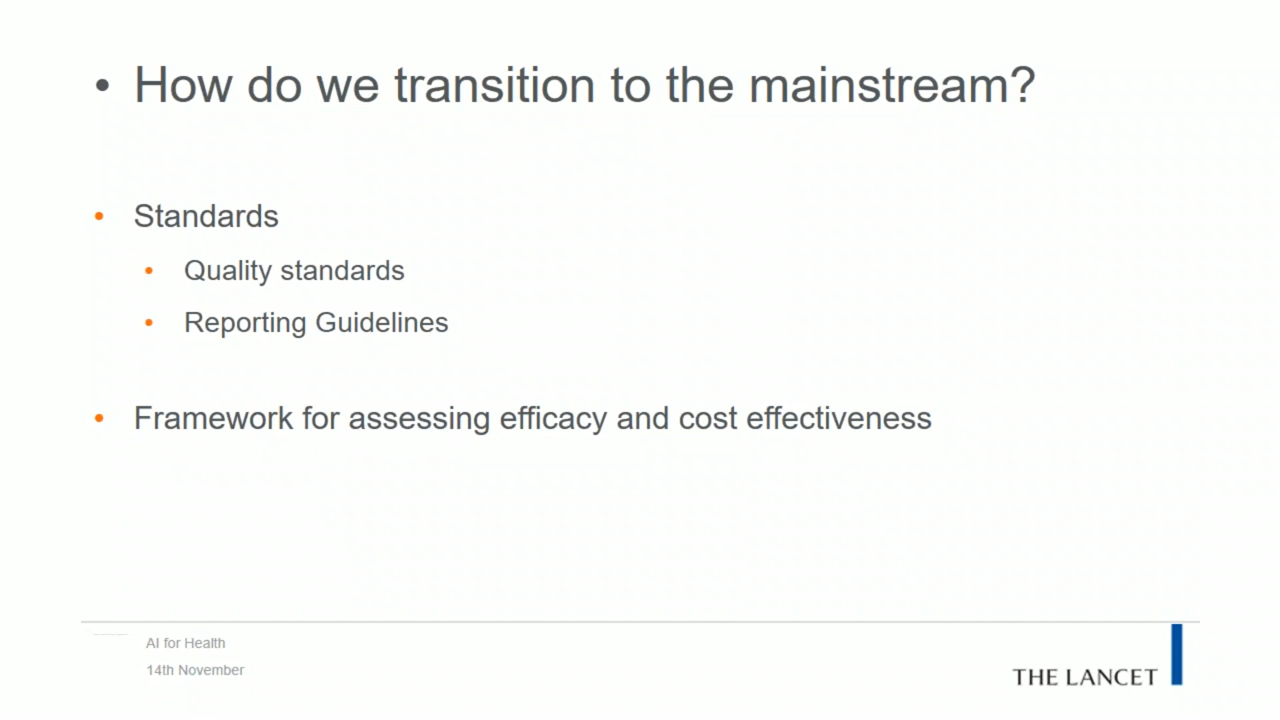 • How do we transition to the mainstream?
• Standards
• Quality standards
• Reporting Guidelines
• Framework for assessing efficacy and cost effectiveness
AI for Health
14th November
THE LANCET